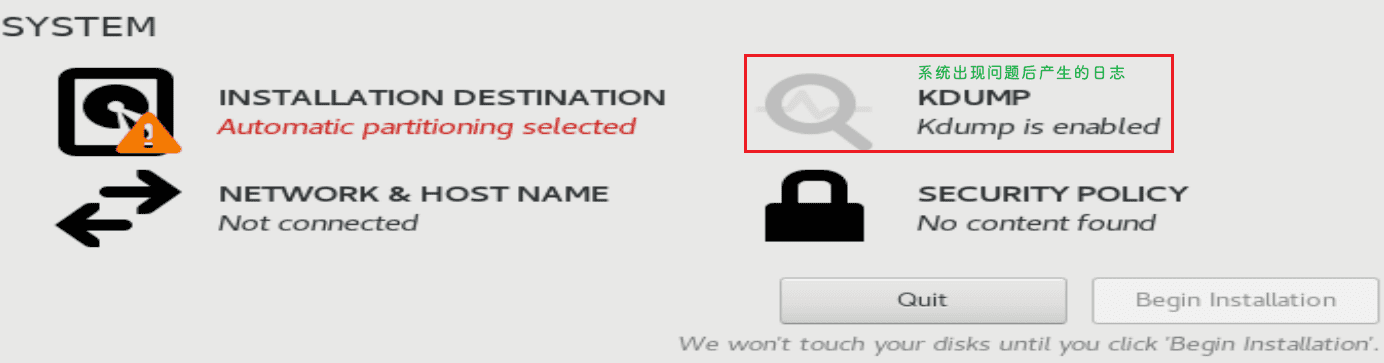 SYSTEM
INSTALLATION DESTINATION
Automatic partitioning selected
系统出现问题后产生的日志
KDUMP
Kdump is enabled
NETWORK & HOST NAME
Not connected
SECURITY POLICY
No content found
Quit
Begin Installation
We won't touch your disks until you click 'Begin Installation'.